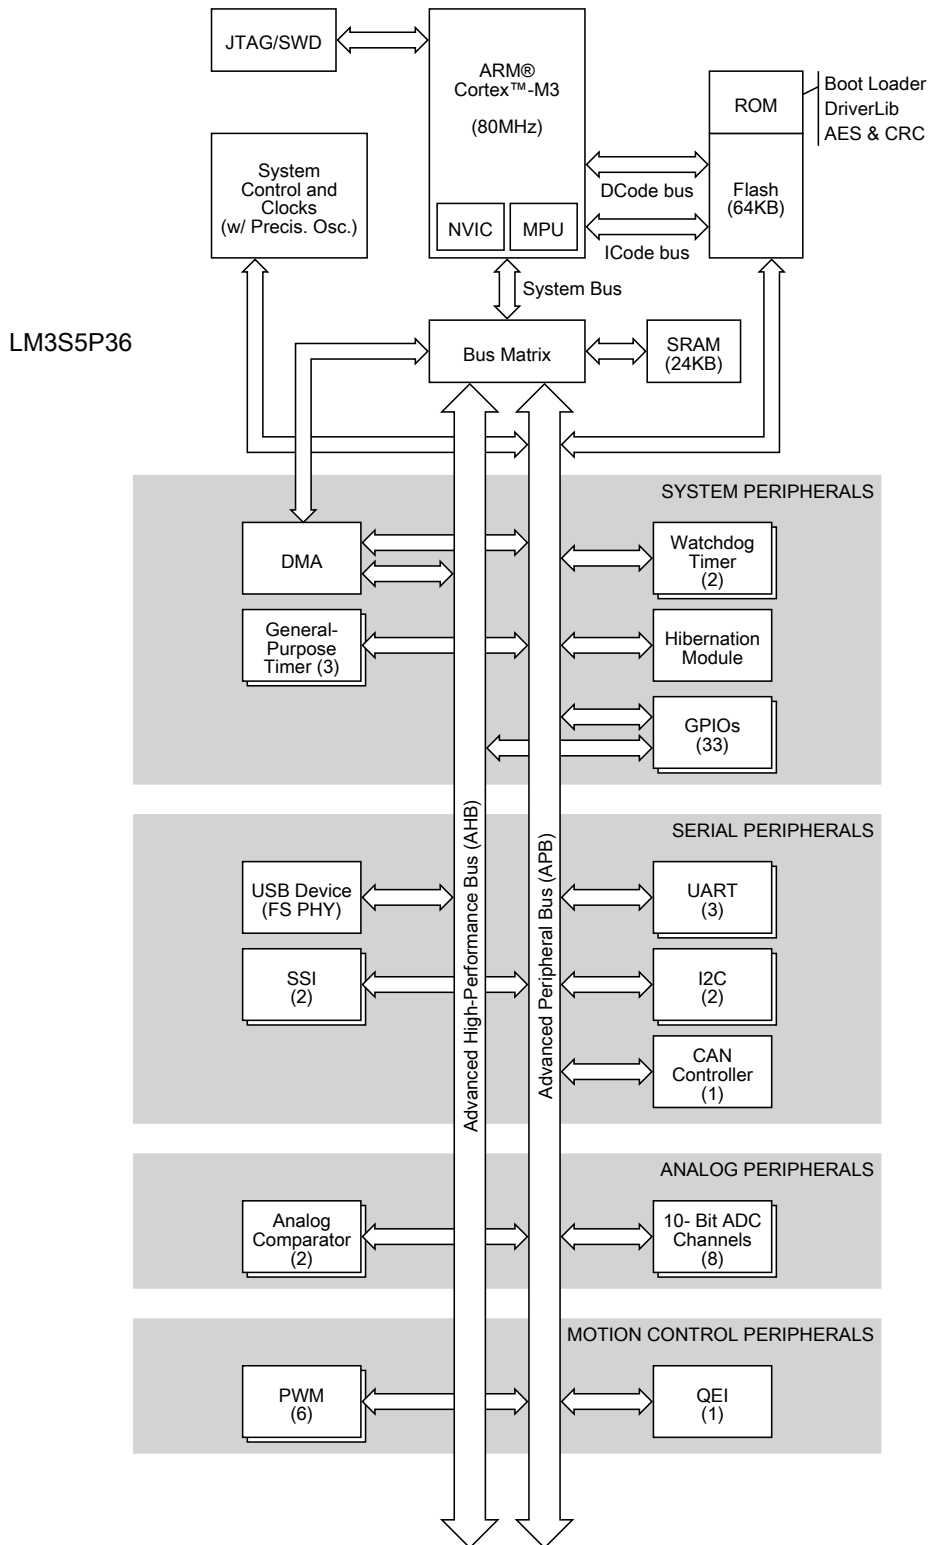 JTAG/SWD
ARM®
Cortex™-M3
(80MHz)
NVIC
MPU
ROM
Boot Loader
DriverLib
AES & CRC
Flash
(64KB)
DCode bus
ICode bus
System
Control and
Clocks
(w/ Precis. Osc.)
System Bus
LM3S5P36
Bus Matrix
SRAM
(24KB)
SYSTEM PERIPHERALS
DMA
Watchdog
Timer
(2)
General-
Purpose
Timer (3)
Hibernation
Module
GPIOs
(33)
Advanced High-Performance Bus (AHB)
Advanced Peripheral Bus (APB)
SERIAL PERIPHERALS
USB Device
(FS PHY)
UART
(3)
SSI
(2)
I2C
(2)
CAN
Controller
(1)
ANALOG PERIPHERALS
Analog
Comparator
(2)
10- Bit ADC
Channels
(8)
MOTION CONTROL PERIPHERALS
PWM
(6)
QEI
(1)